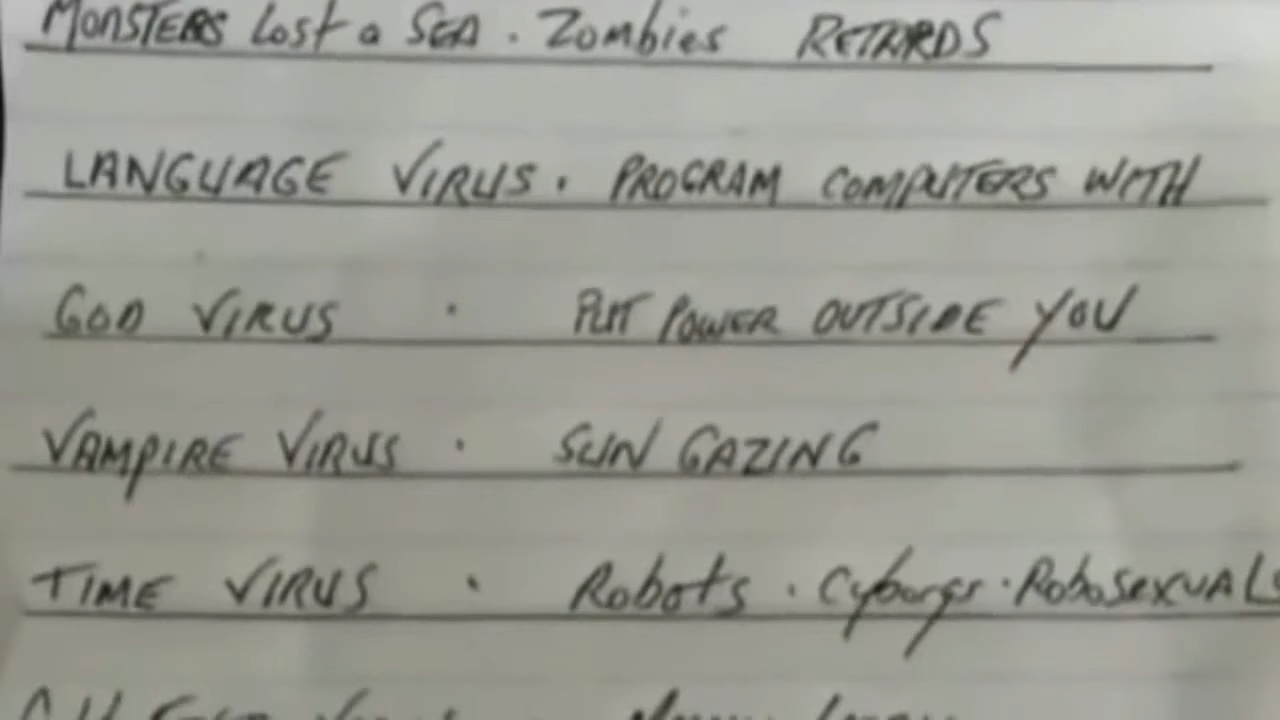 MONSTERS Lost a SEA . Zombies RETARDS
LANGUAGE VIRUS . PROGRAM COMPUTERS WITH
GOD VIRUS . PUT POWER OUTSIDE YOU
VAMPIRE VIRUS . SUN GAZING
TIME VIRUS . Robots . Cyborgs . ROBOSEXUALS